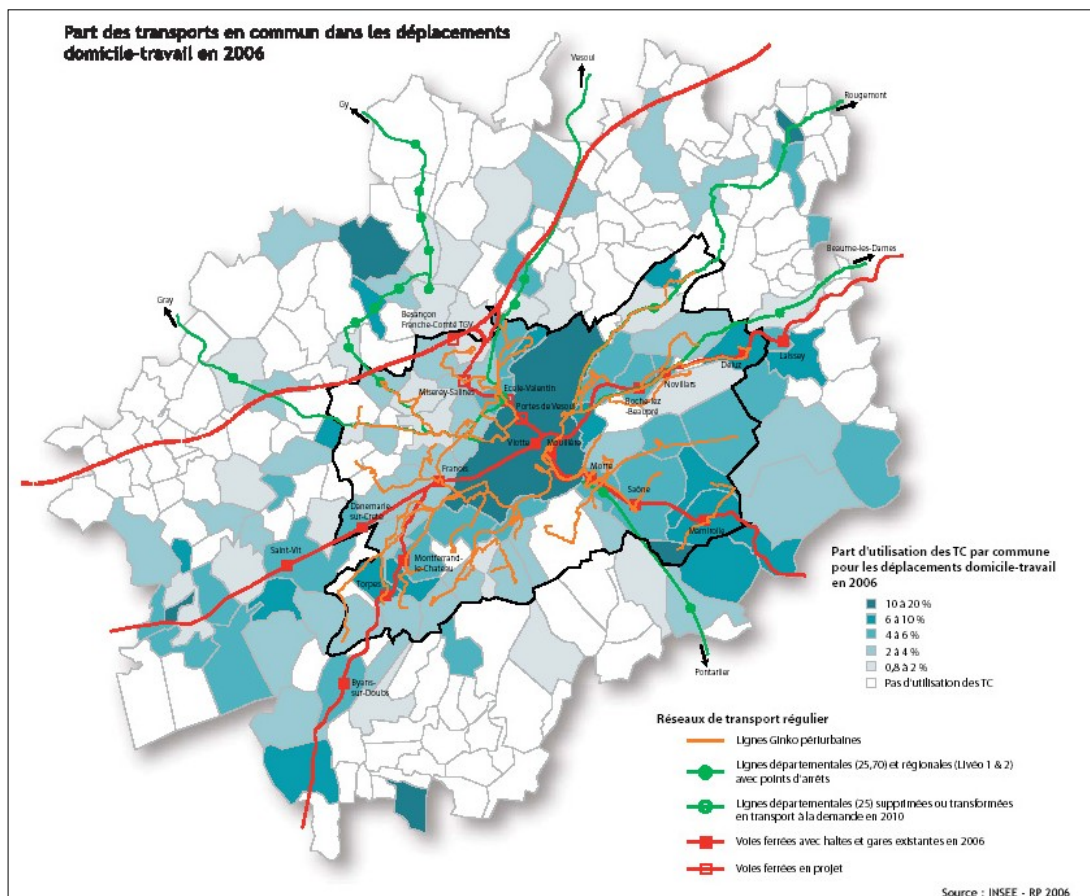 Part des transports en commun dans les déplacements
domicile-travail en 2006
Vesoul
Gy
Rougemont
Beaume-les-Dames
Gray
Besançon
Franche-Comté TGV
Miserey-Salines
Ecole-Valentin
Portes de Vesoul
Viotte
Mouillère
Roche-lez
-Beaupré
Novillars
Deluz
Laissey
Franois
Morre
Saône
Mamirolle
Danemarie
-sur-Crete
Saint-Vit
Montferrand
-le-Chateau
Torpes
Byans
-sur-Doubs
Pontarlier
Part d'utilisation des TC par commune
pour les déplacements domicile-travail
en 2006
10 à 20 %
6 à 10 %
4 à 6 %
2 à 4 %
0,8 à 2 %
Pas d'utilisation des TC
Réseaux de transport régulier
Lignes Ginko périurbaines
Lignes départementales (25,70) et régionales (Livéo 1 & 2)
avec points d'arrêts
Lignes départementales (25) supprimées ou transformées
en transport à la demande en 2010
Voies ferrées avec haltes et gares existantes en 2006
Voies ferrées en projet
Source : INSEE - RP 2006